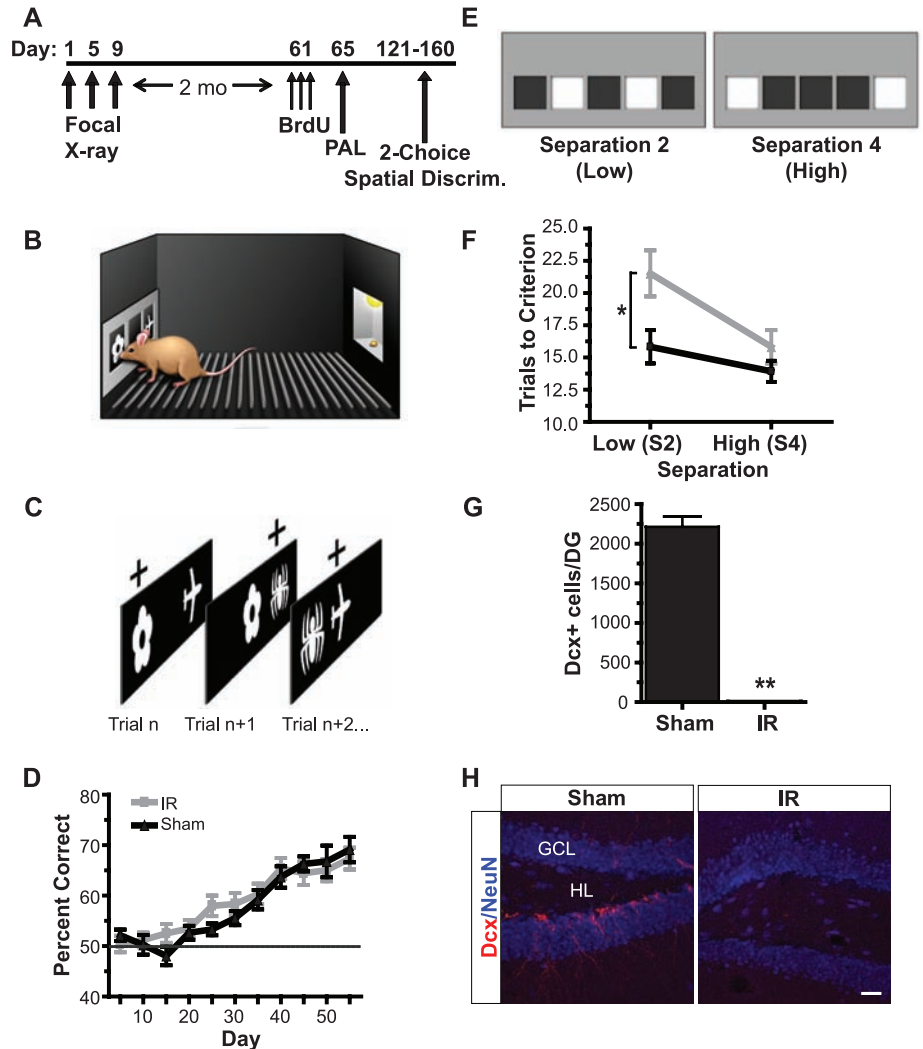 A
Day: 1 5 9 61 65 121-160
2 mo
Focal
X-ray
BrdU
PAL
2-Choice
Spatial Discrim.
B
C
Trial n Trial n+1 Trial n+2...
D
80
70
60
50
40
Percent Correct
IR
Sham
10 20 30 40 50
Day
E
Separation 2
(Low)
Separation 4
(High)
F
25.0
22.5
20.0
17.5
15.0
12.5
10.0
Trials to Criterion
*
Low (S2) High (S4)
Separation
G
2500
2000
1500
1000
500
0
Dcx+ cells/DG
**
Sham IR
H
Sham IR
Dcx/NeuN
GCL
HL